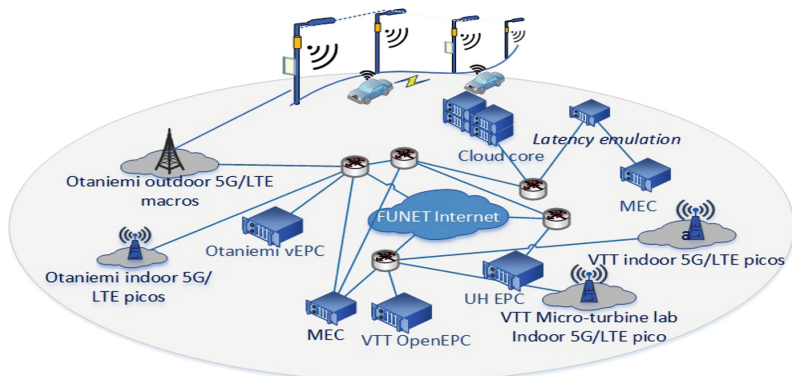 Cloud core
Latency emulation
Otaniemi outdoor 5G/LTE
macros
MEC
FUNET Internet
Otaniemi vEPC
a
VTT indoor 5G/LTE picos
Otaniemi indoor 5G/
LTE picos
UH EPC
MEC
VTT OpenEPC
VTT Micro-turbine lab
Indoor 5G/LTE pico